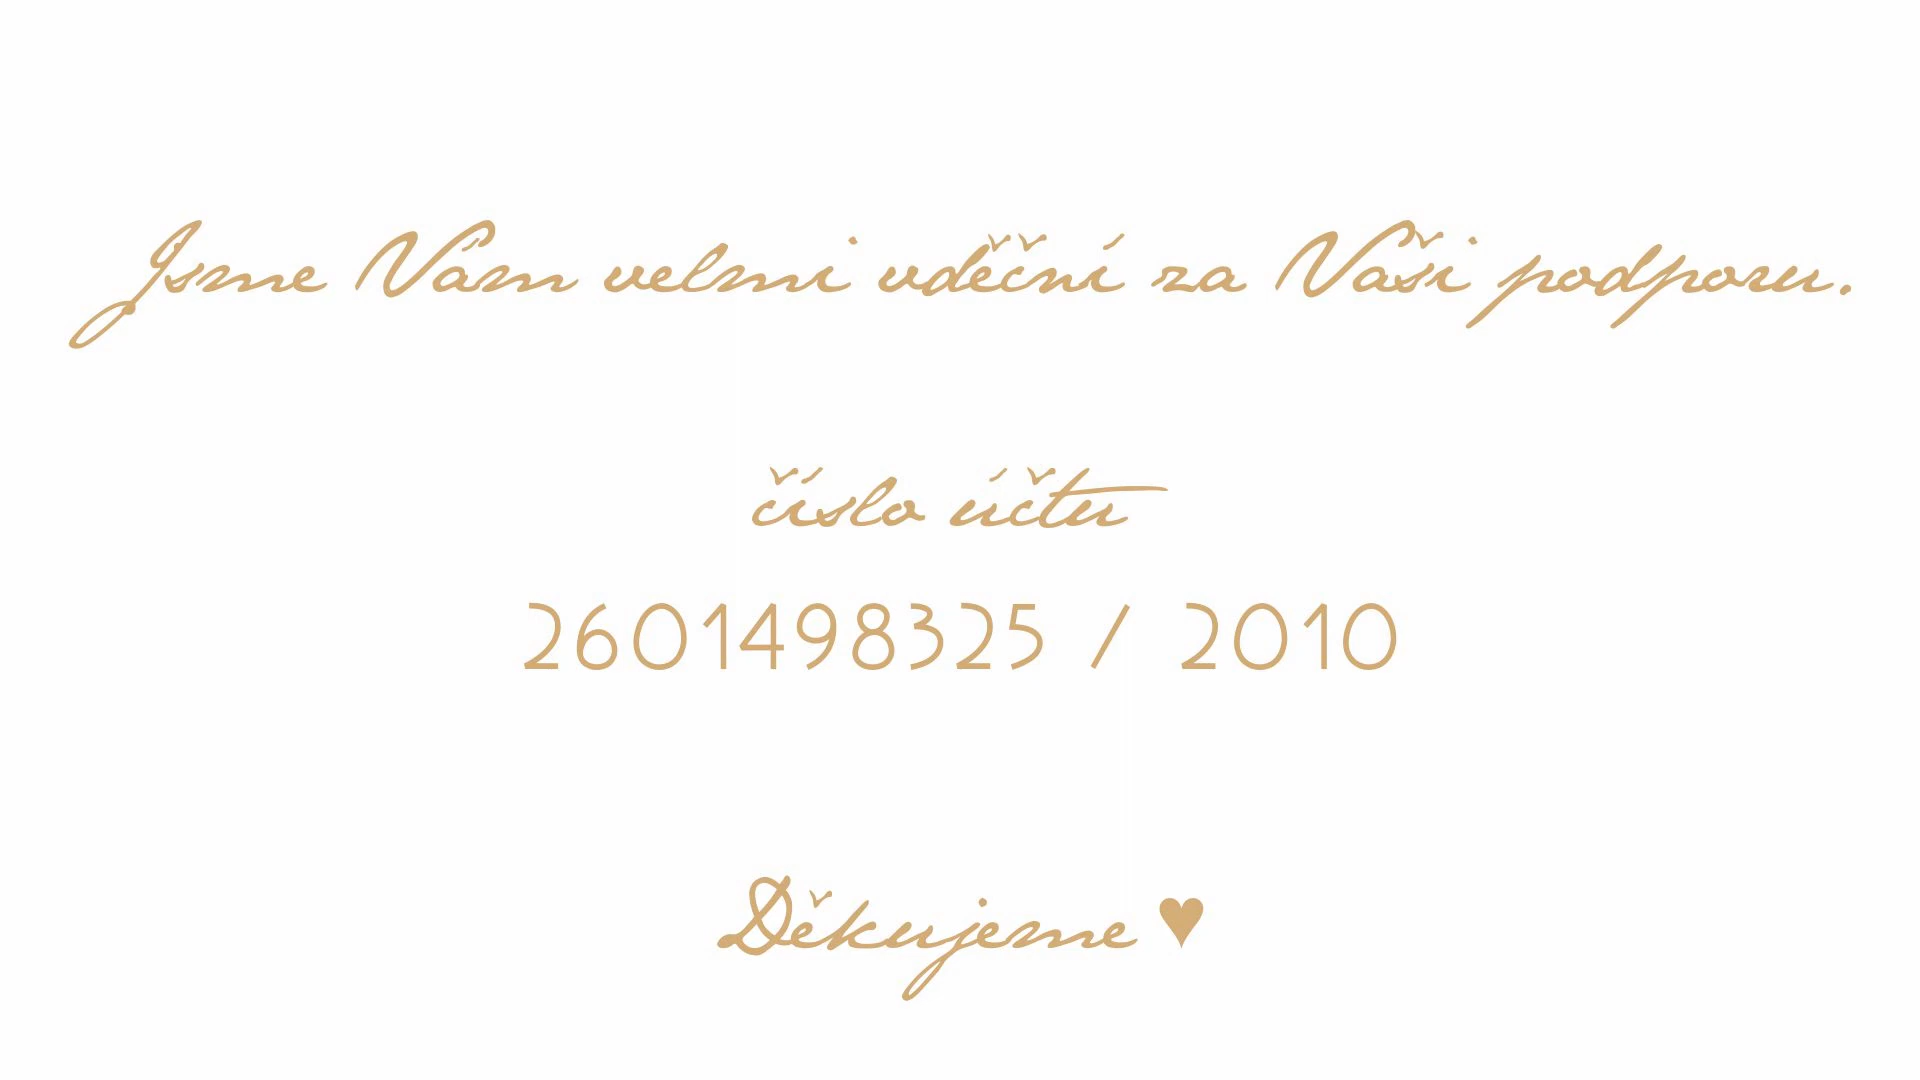 Jsme Vám velmi vděční za Vaši podporu.
číslo účtu
2601498325 / 2010
Děkujeme ♥